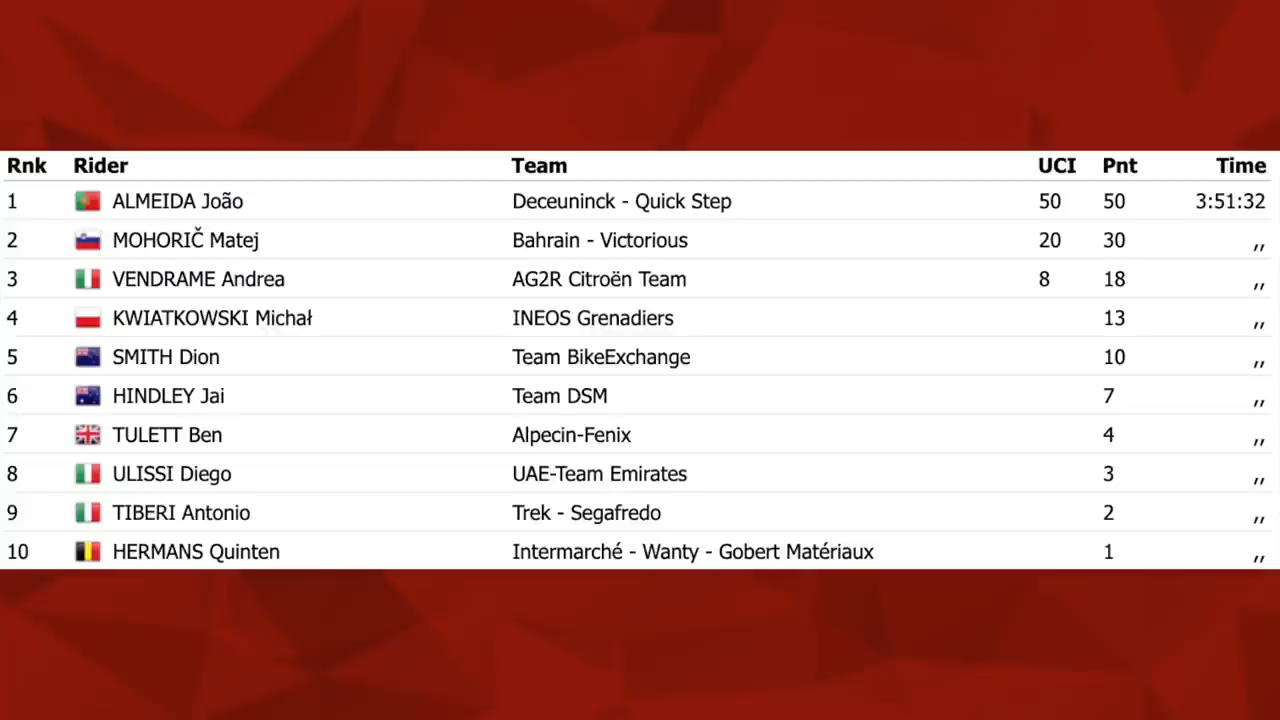 Rnk Rider Team UCI Pnt Time
1 ALMEIDA João Deceuninck - Quick Step 50 50 3:51:32
2 MOHORIČ Matej Bahrain - Victorious 20 30 ,,
3 VENDRAME Andrea AG2R Citroën Team 8 18 ,,
4 KWIATKOWSKI Michał INEOS Grenadiers 13 ,,
5 SMITH Dion Team BikeExchange 10 ,,
6 HINDLEY Jai Team DSM 7 ,,
7 TULETT Ben Alpecin-Fenix 4 ,,
8 ULISSI Diego UAE-Team Emirates 3 ,,
9 TIBERI Antonio Trek - Segafredo 2 ,,
10 HERMANS Quinten Intermarché - Wanty - Gobert Matériaux 1 ,,